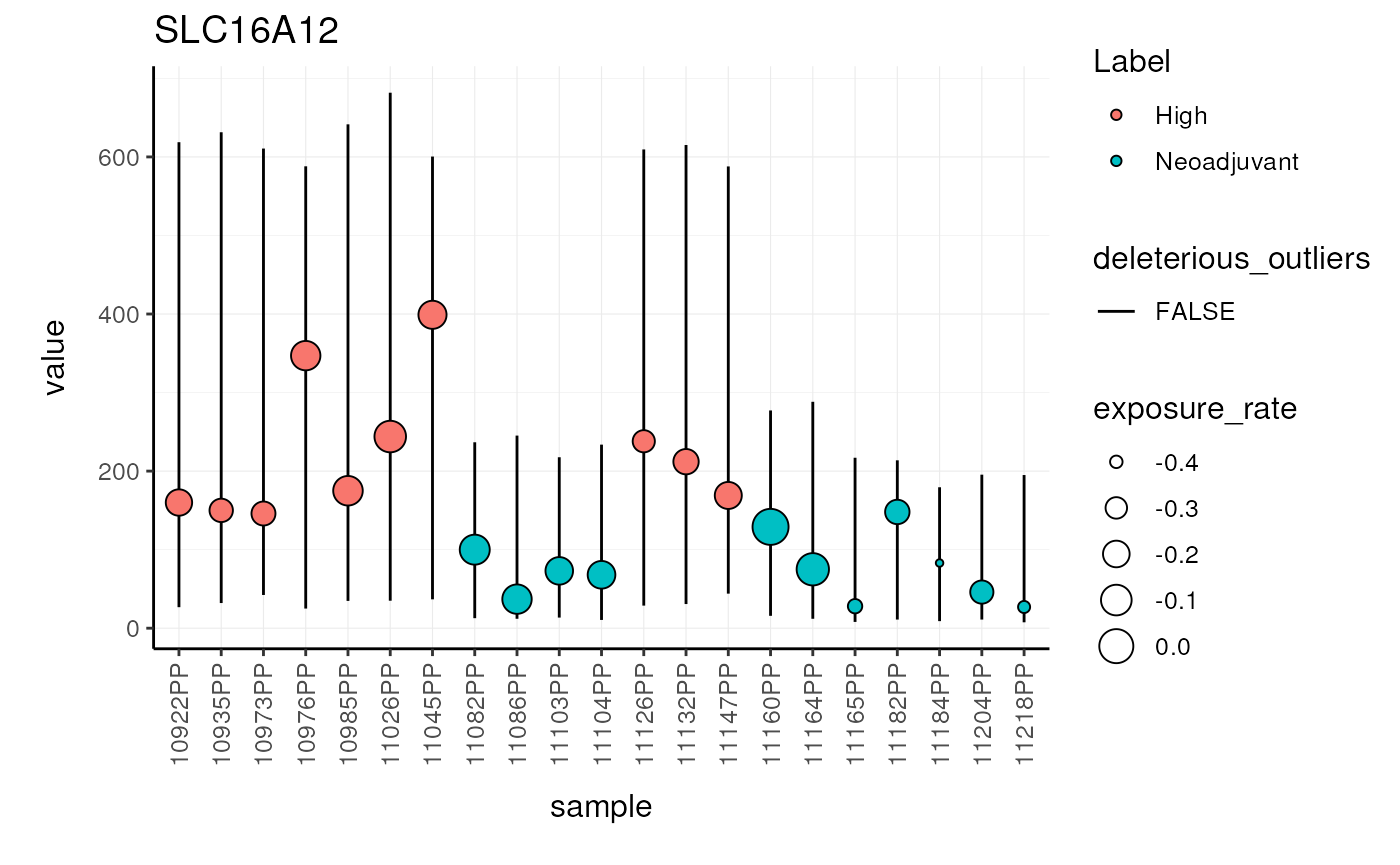 SLC16A12
value
600
400
200
0
10922PP
10935PP
10973PP
10976PP
10985PP
11026PP
11045PP
11082PP
11086PP
11103PP
11104PP
11126PP
11132PP
11147PP
11160PP
11164PP
11165PP
11182PP
11184PP
11204PP
11218PP
sample
Label
High
Neoadjuvant
deleterious_outliers
FALSE
exposure_rate
-0.4
-0.3
-0.2
-0.1
0.0